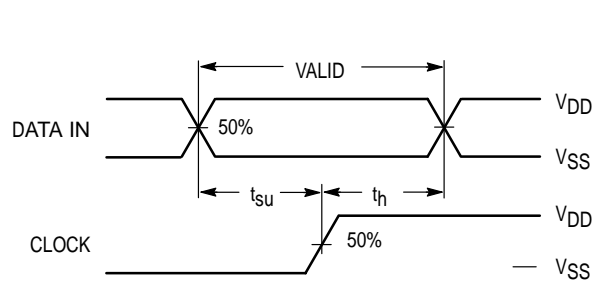 VALID
DATA IN
50%
VDD
VSS
tsu
th
VDD
CLOCK
50%
VSS